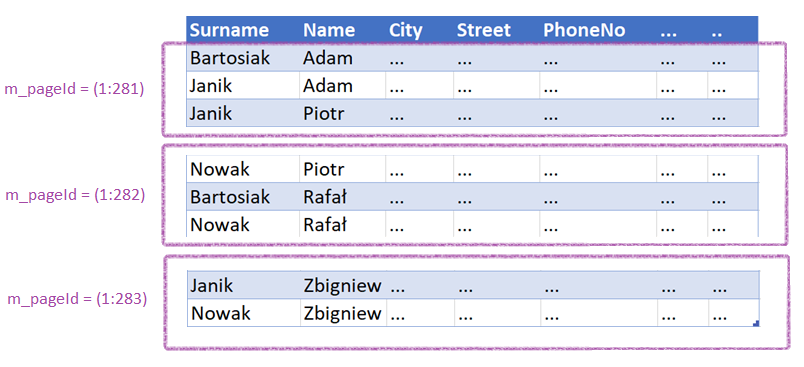 Surname Name City Street PhoneNo ... ..
m_pageId = (1:281)
Bartosiak Adam ... ... ... ... ...
Janik Adam ... ... ... ... ...
Janik Piotr ... ... ... ... ...
m_pageId = (1:282)
Nowak Piotr ... ... ... ... ...
Bartosiak Rafał ... ... ... ... ...
Nowak Rafał ... ... ... ... ...
m_pageId = (1:283)
Janik Zbigniew ... ... ... ... ...
Nowak Zbigniew ... ... ... ... ...